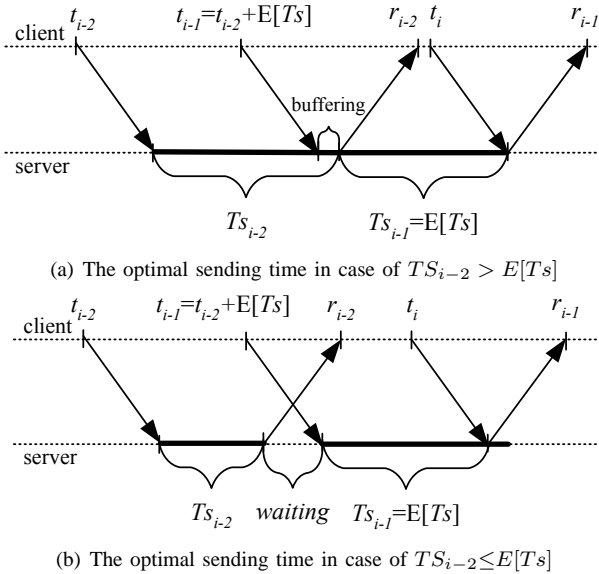 t_{i-2} t_{i-1}=t_{i-2}+E[Ts] r_{i-2} t_i r_{i-1}
client
buffering
server
Ts_{i-2} Ts_{i-1}=E[Ts]
(a) The optimal sending time in case of TS_{i-2} > E[Ts]
t_{i-2} t_{i-1}=t_{i-2}+E[Ts] r_{i-2} t_i r_{i-1}
client
server
Ts_{i-2} waiting Ts_{i-1}=E[Ts]
(b) The optimal sending time in case of TS_{i-2}≤E[Ts]